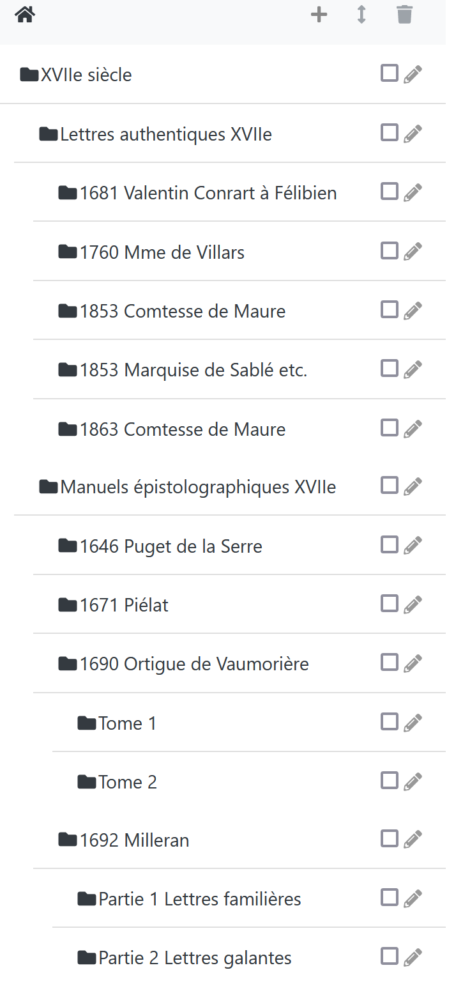 XVIIe siècle
Lettres authentiques XVIIe
1681 Valentin Conrart à Félibien
1760 Mme de Villars
1853 Comtesse de Maure
1853 Marquise de Sablé etc.
1863 Comtesse de Maure
Manuels épistolographiques XVIIe
1646 Puget de la Serre
1671 Piélat
1690 Ortigue de Vaumorière
Tome 1
Tome 2
1692 Milleran
Partie 1 Lettres familières
Partie 2 Lettres galantes